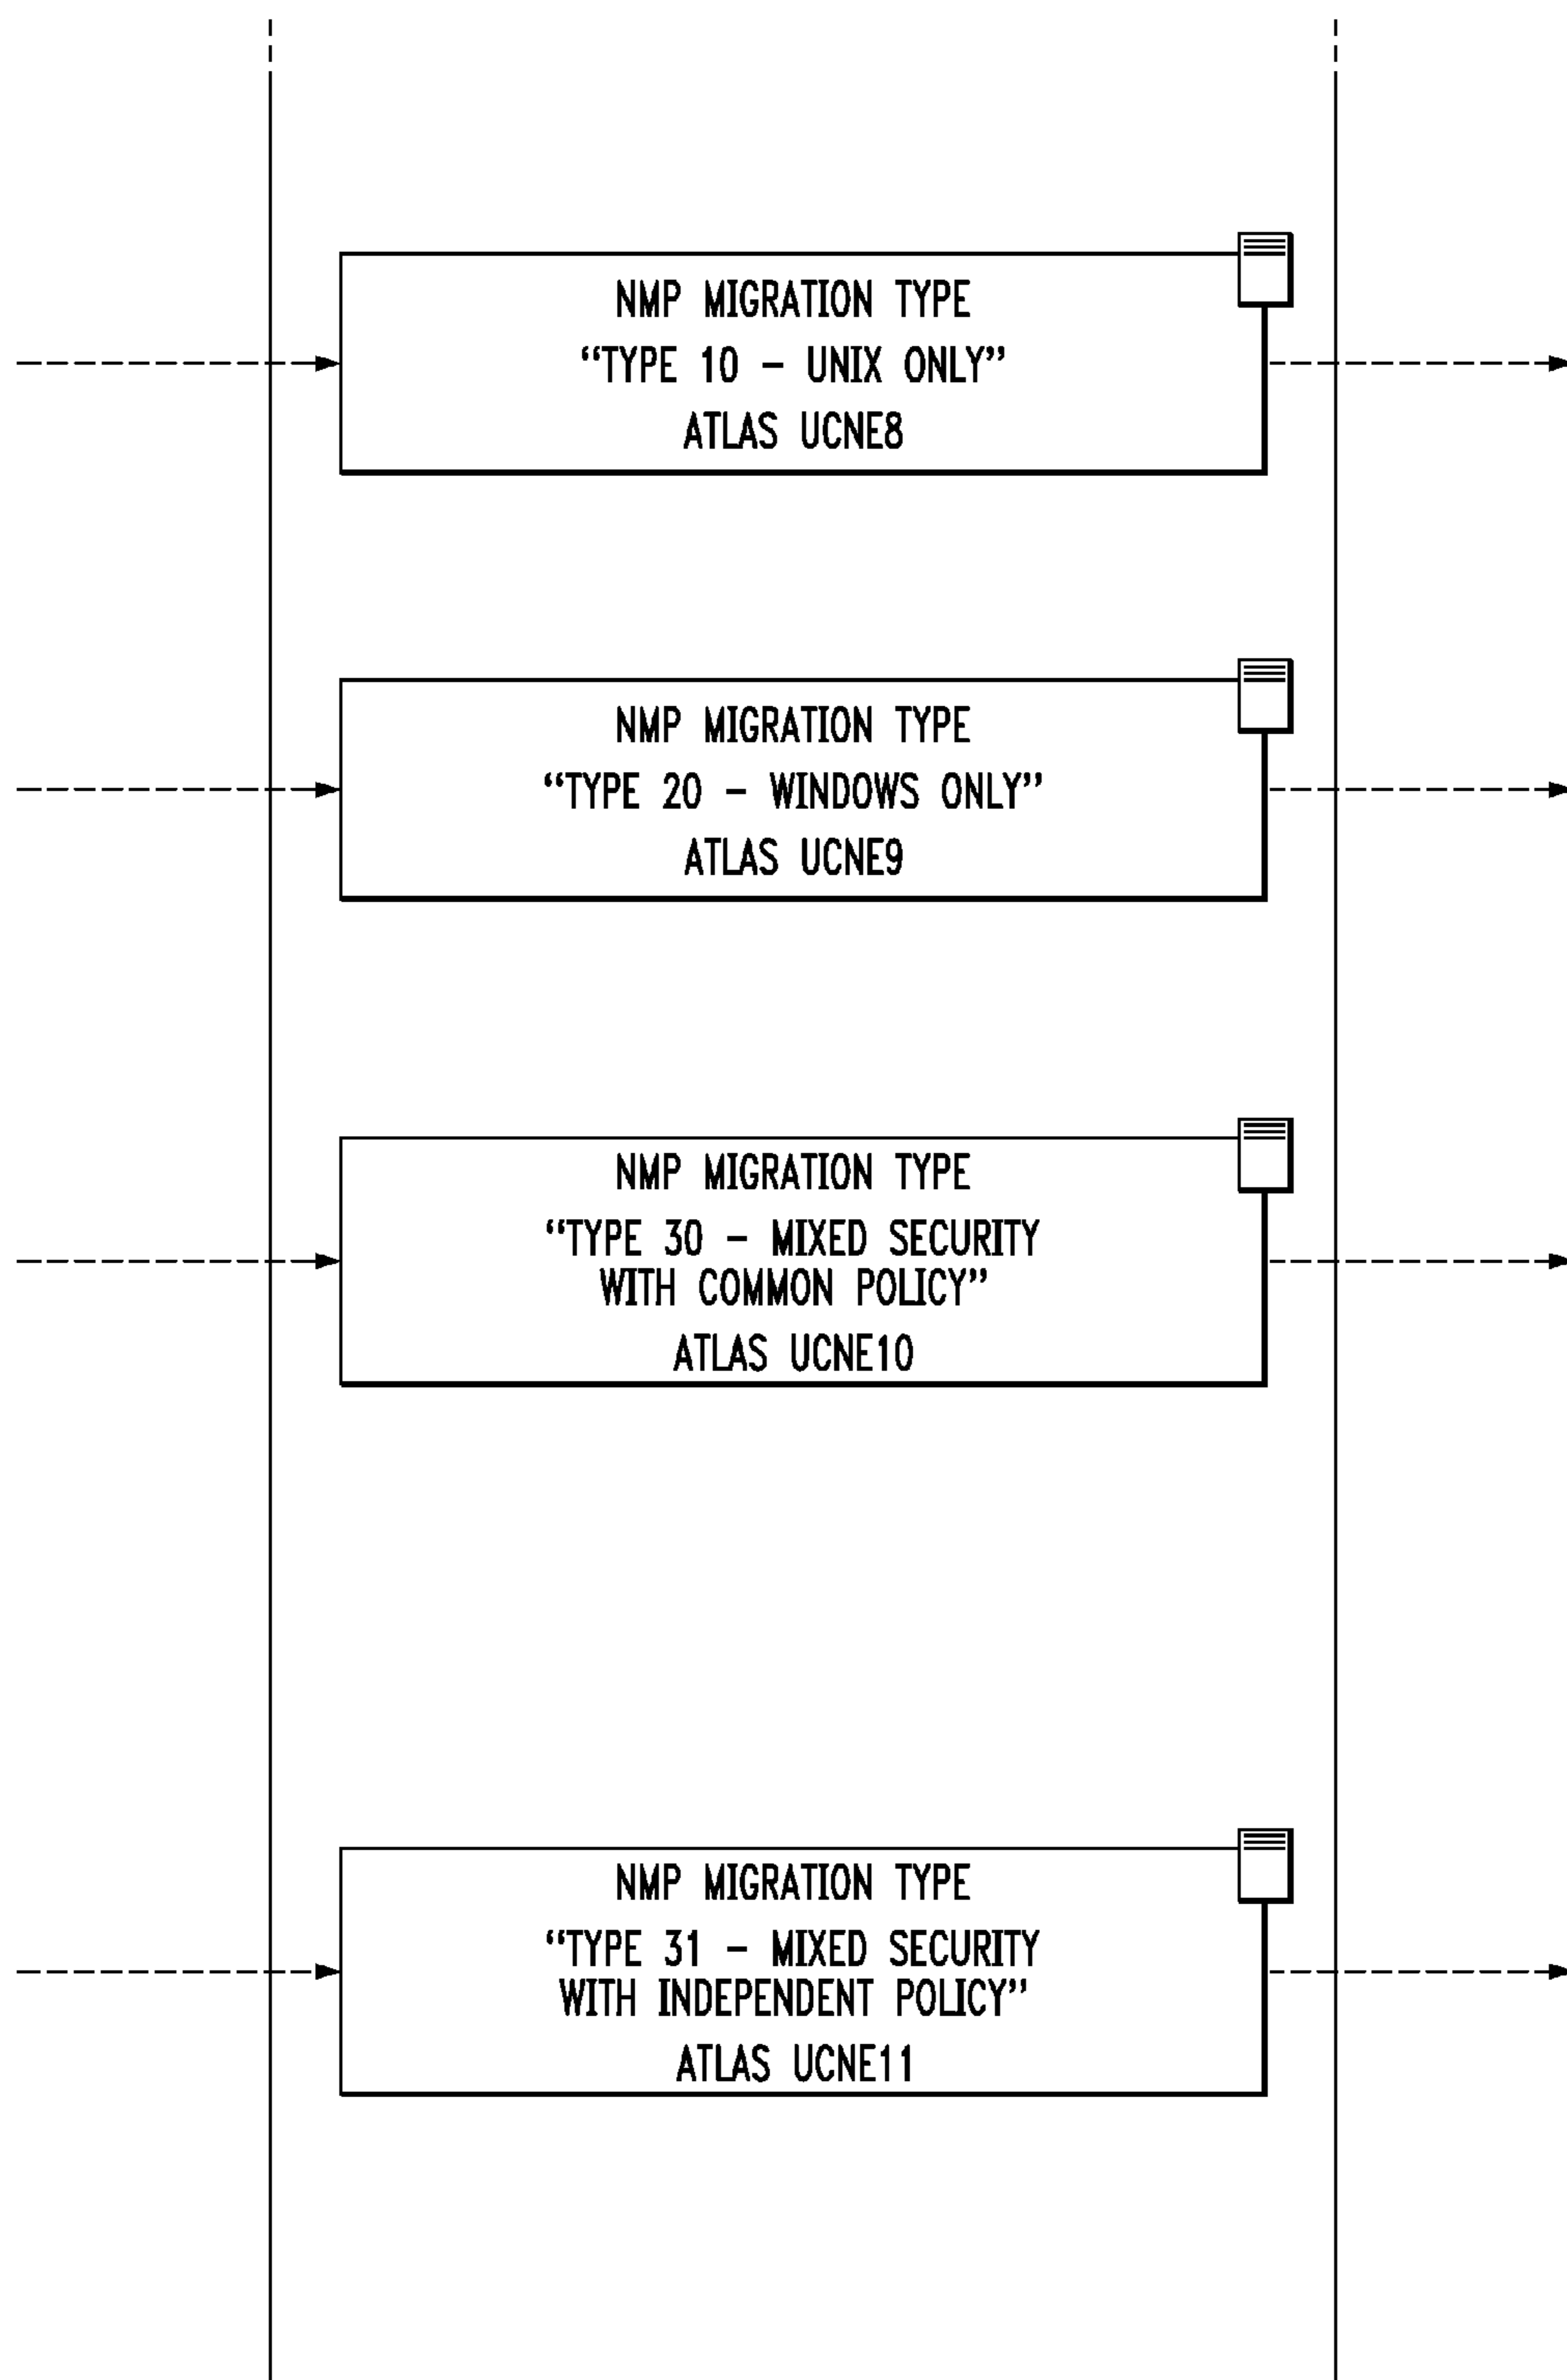 NMP MIGRATION TYPE
“TYPE 10 – UNIX ONLY”
ATLAS UCNE8
NMP MIGRATION TYPE
“TYPE 20 – WINDOWS ONLY”
ATLAS UCNE9
NMP MIGRATION TYPE
“TYPE 30 – MIXED SECURITY
WITH COMMON POLICY”
ATLAS UCNE10
NMP MIGRATION TYPE
“TYPE 31 – MIXED SECURITY
WITH INDEPENDENT POLICY”
ATLAS UCNE11